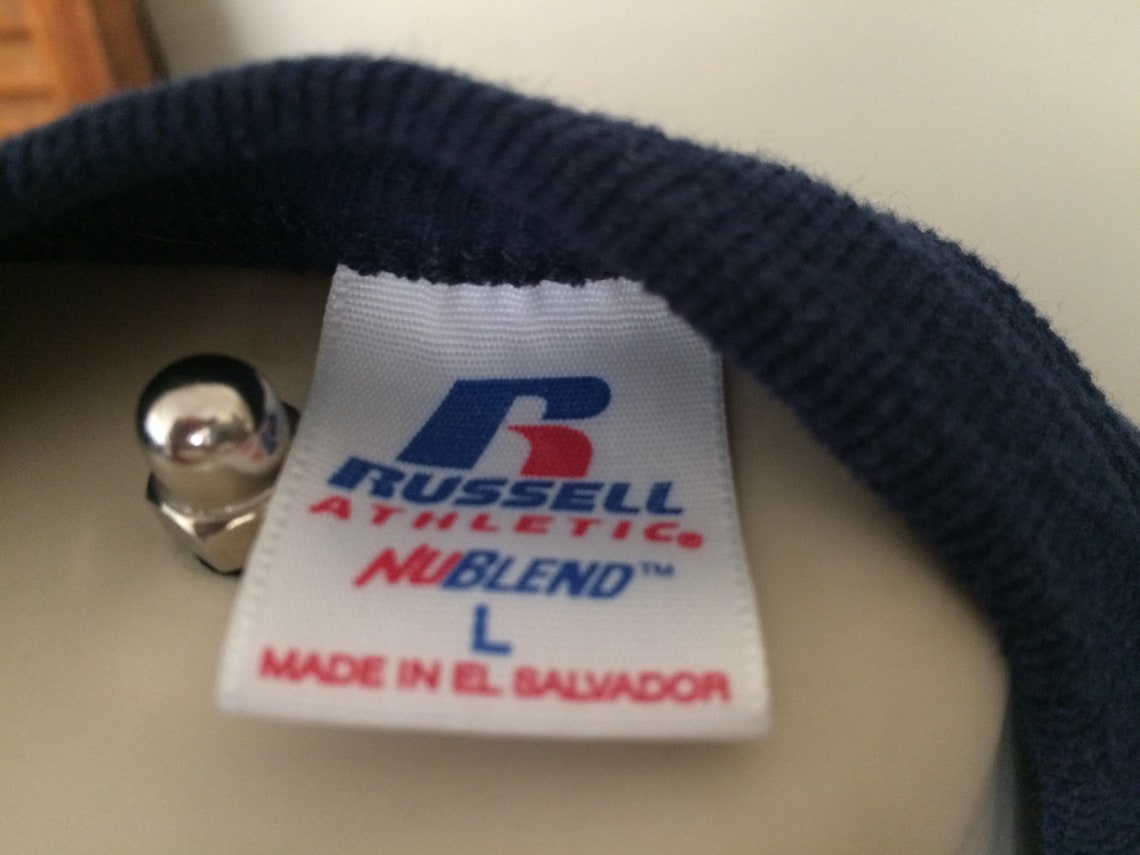 R
RUSSELL
ATHLETIC®
NUBLEND™
L
MADE IN EL SALVADOR